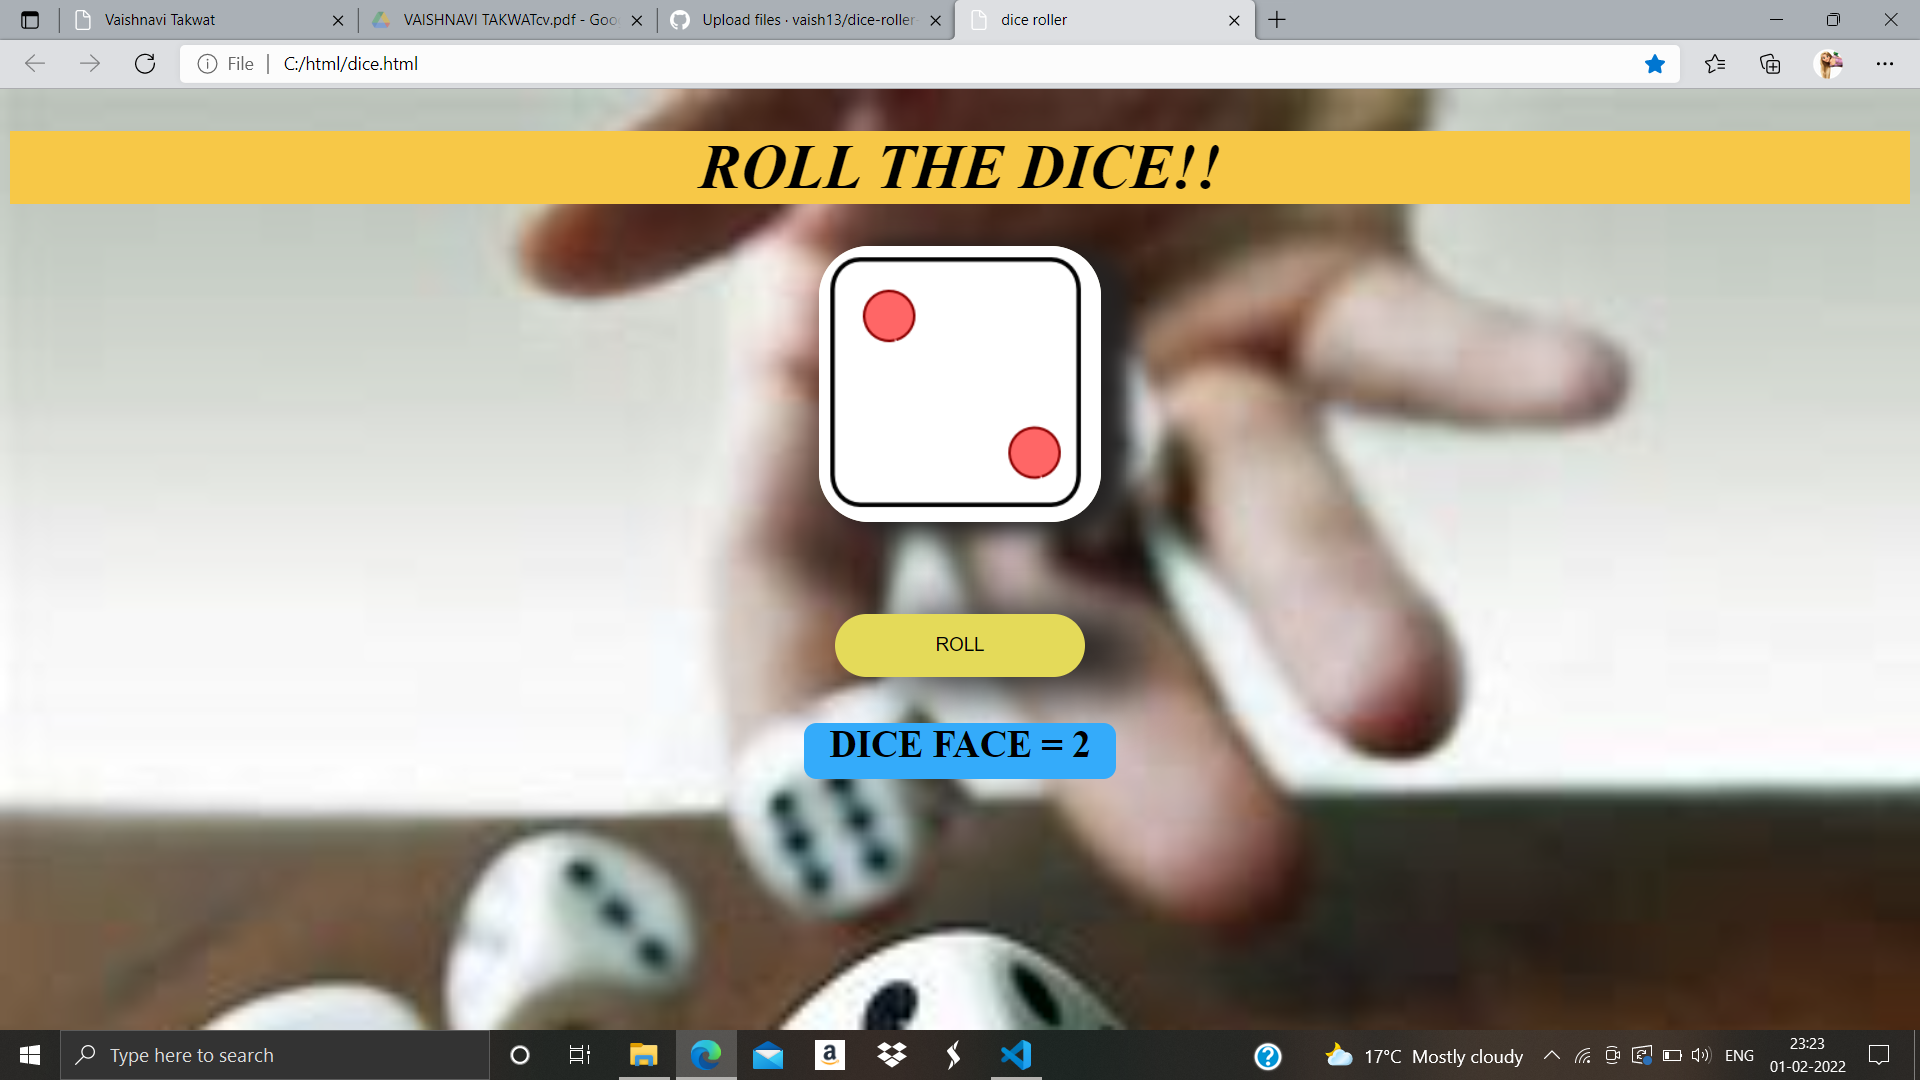 Vaishnavi Takwat
VAISHNAVI TAKWATcv.pdf - Goo
Upload files · vaish13/dice-roller-
dice roller
File
C:/html/dice.html
ROLL THE DICE!!
ROLL
DICE FACE = 2
Type here to search
a
17°C Mostly cloudy
ENG
23:23
01-02-2022